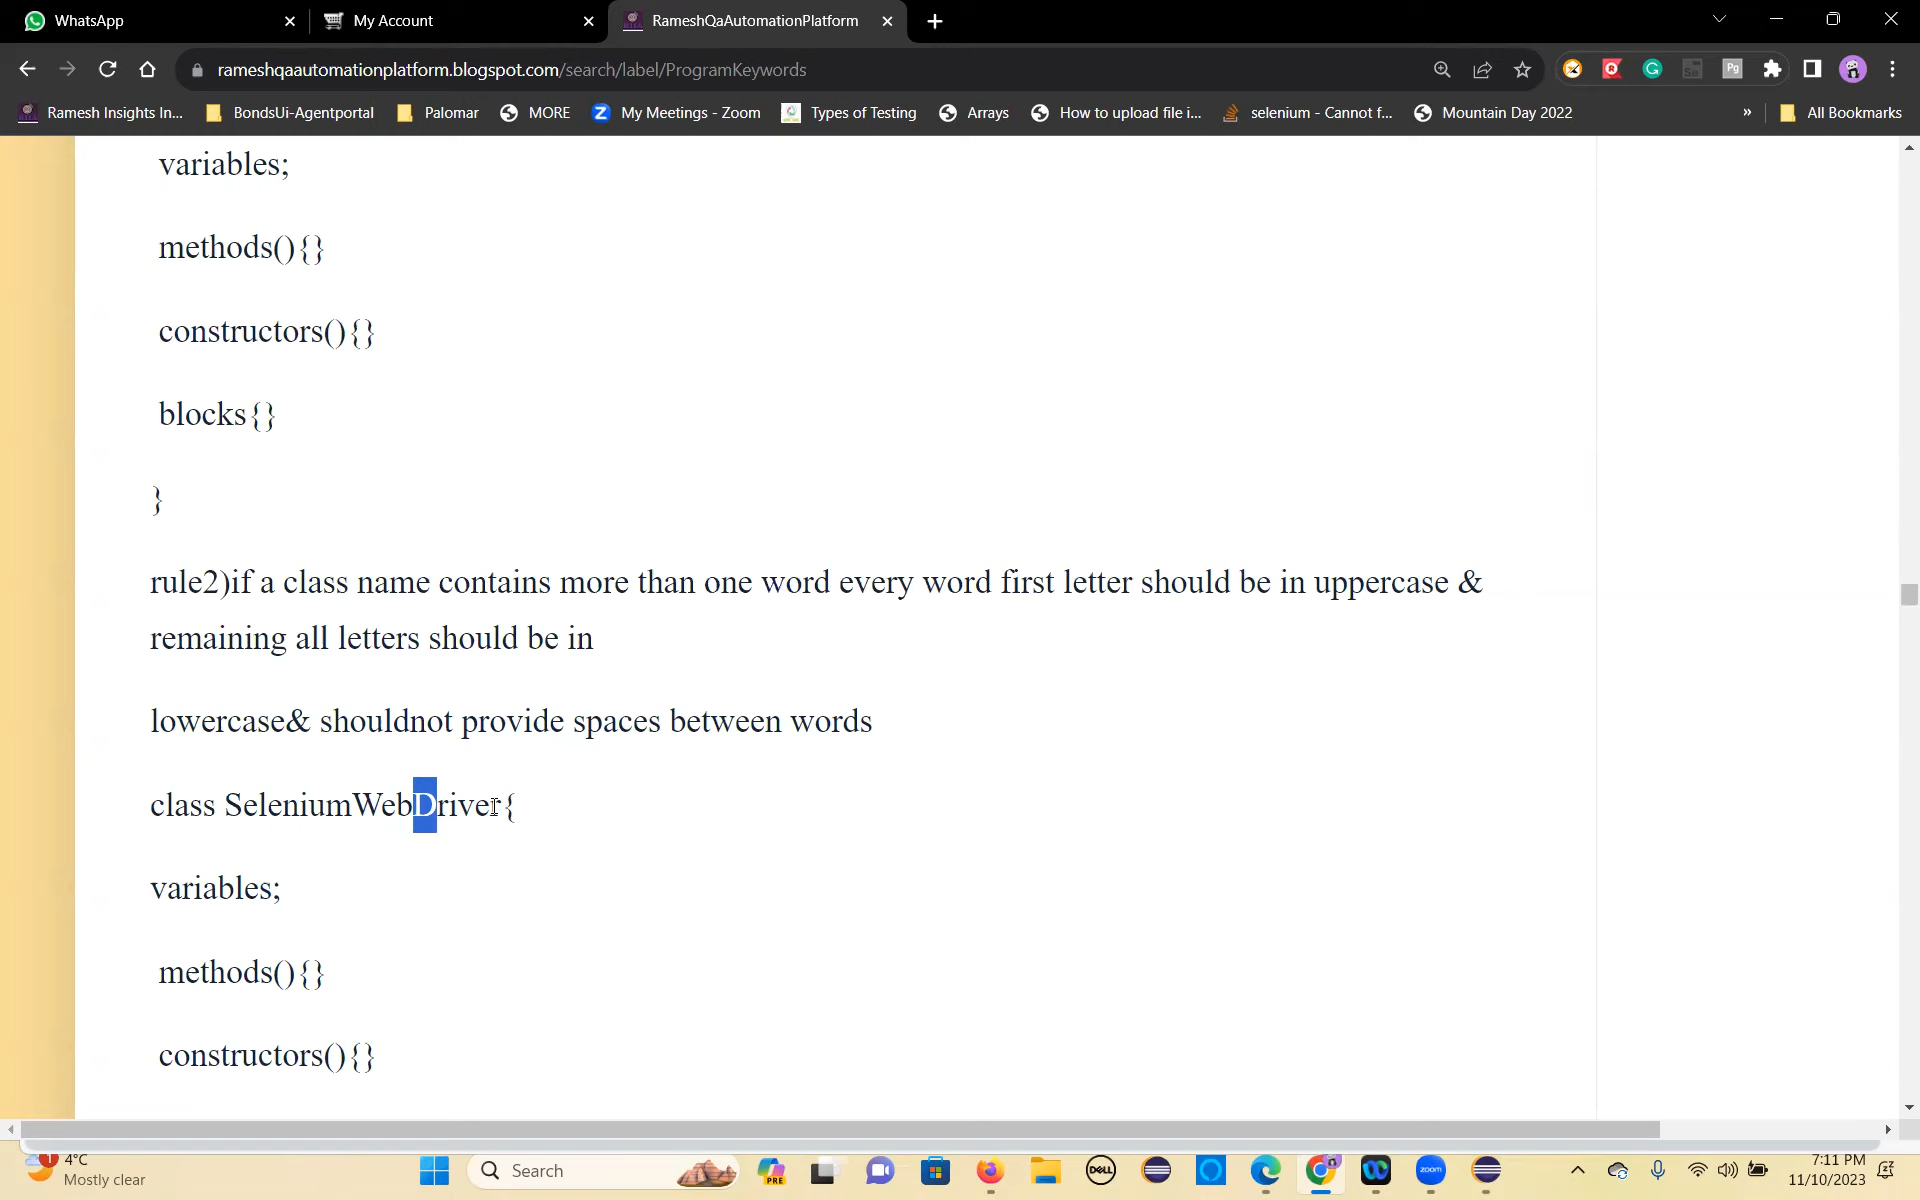 WhatsApp
My Account
RameshQaAutomationPlatform
rameshqaautomationplatform.blogspot.com/search/label/ProgramKeywords
Ramesh Insights In...
BondsUi-Agentportal
Palomar
MORE
My Meetings - Zoom
Types of Testing
Arrays
How to upload file i...
selenium - Cannot f...
Mountain Day 2022
»
All Bookmarks
variables;
methods(){}
constructors(){}
blocks{}
}
rule2)if a class name contains more than one word every word first letter should be in uppercase &
remaining all letters should be in
lowercase& shouldnot provide spaces between words
class SeleniumWebDriver{
variables;
methods(){}
constructors(){}
1
4°C
Mostly clear
Search
PRE
DELL
zoom
7:11 PM
11/10/2023